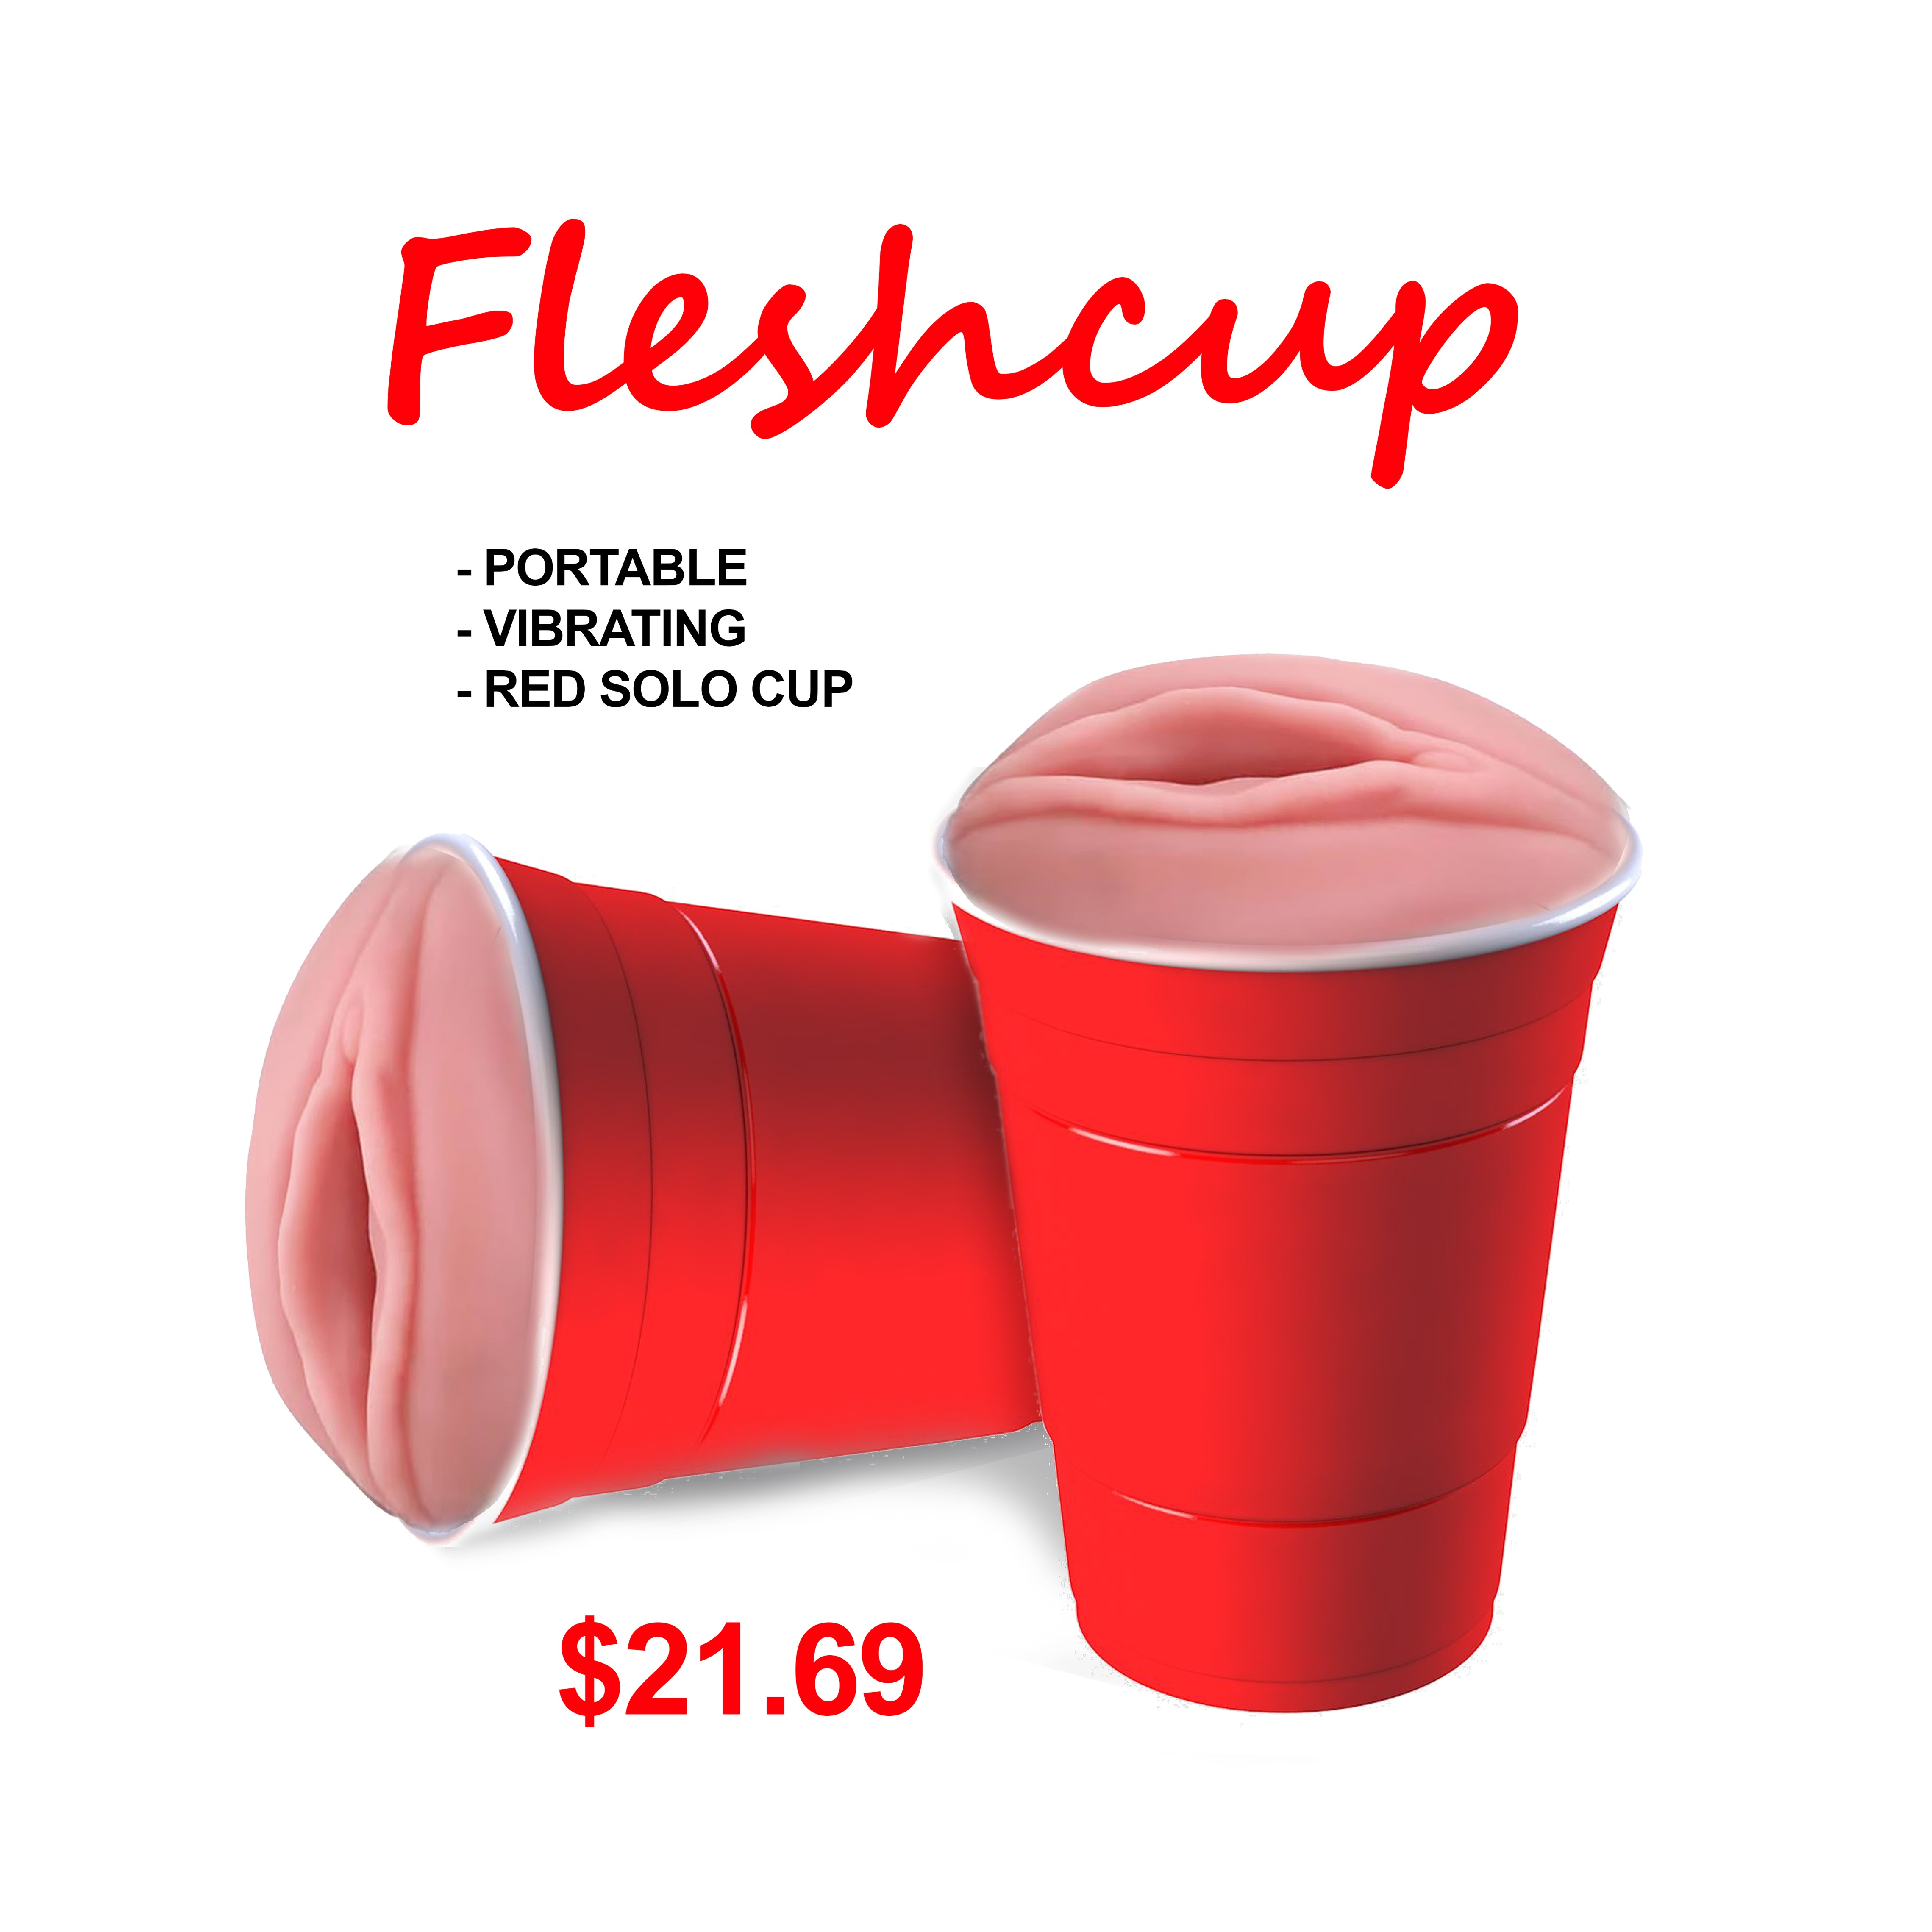 Fleshcup
- PORTABLE
- VIBRATING
- RED SOLO CUP
$21.69